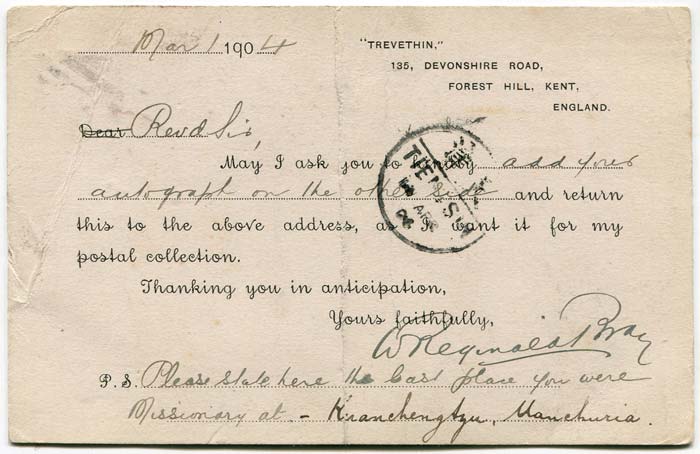 Mar 1 1904
"TREVETHIN,"
135, DEVONSHIRE ROAD,
FOREST HILL, KENT,
ENGLAND.
Dear Revd Sir,
May I ask you to kindly add your
autograph on the other side and return
this to the above address, as I want it for my
postal collection.
Thanking you in anticipation,
Yours faithfully,
W Reginald Bray
P.S. Please state here the last place you were
Missionary at. - Kuanchengtzu, Manchuria.
TIENTSIN